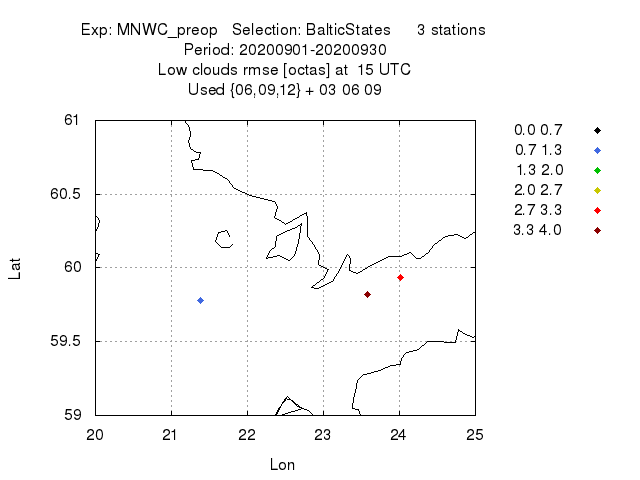 Exp: MNWC_preop   Selection: BalticStates      3 stations
Period: 20200901-20200930
Low clouds rmse [octas] at  15 UTC
Used {06,09,12} + 03 06 09
61
60.5
60
59.5
59
Lat
20 21 22 23 24 25
Lon
0.0 0.7
0.7 1.3
1.3 2.0
2.0 2.7
2.7 3.3
3.3 4.0